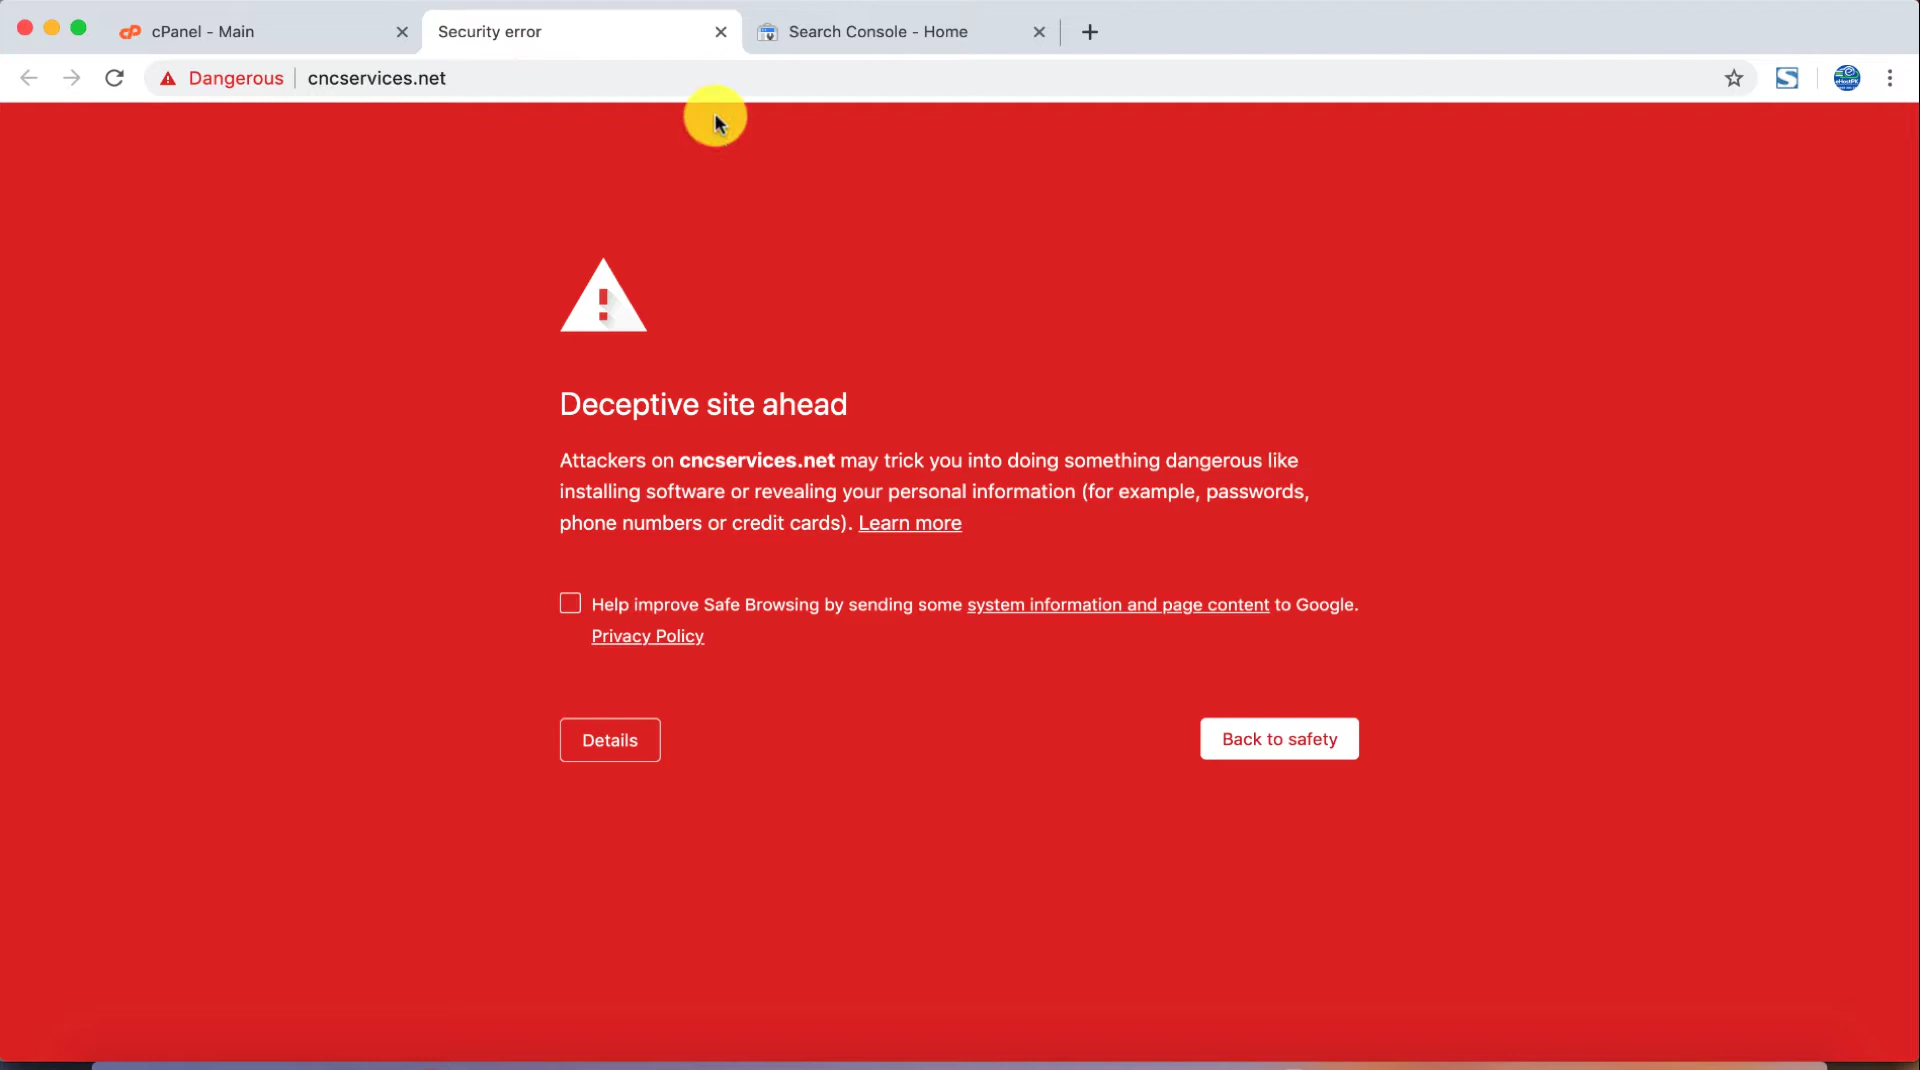 cPanel - Main
Security error
Search Console - Home
Dangerous
cncservices.net
Deceptive site ahead
Attackers on cncservices.net may trick you into doing something dangerous like
installing software or revealing your personal information (for example, passwords,
phone numbers or credit cards). Learn more
Help improve Safe Browsing by sending some system information and page content to Google.
Privacy Policy
Details
Back to safety